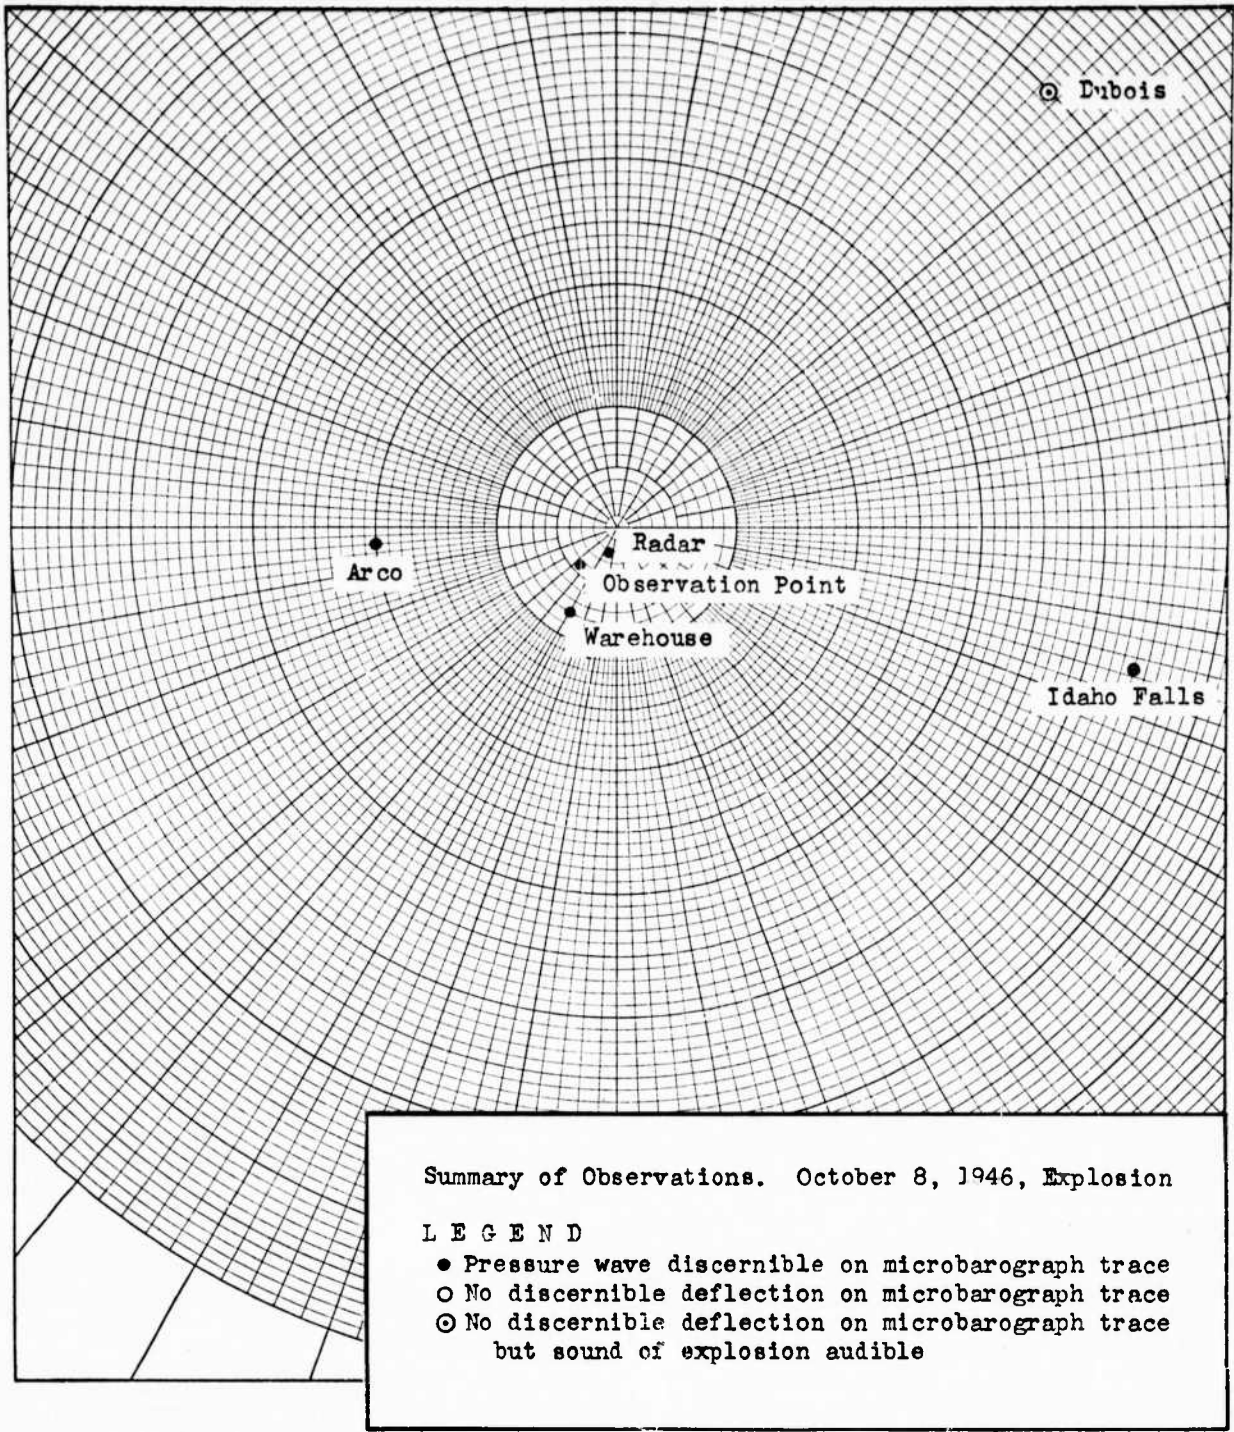 Dubois
Radar
Arco
Observation Point
Warehouse
Idaho Falls
Summary of Observations. October 8, 1946, Explosion
LEGEND
● Pressure wave discernible on microbarograph trace
○ No discernible deflection on microbarograph trace
⊙ No discernible deflection on microbarograph trace
but sound of explosion audible